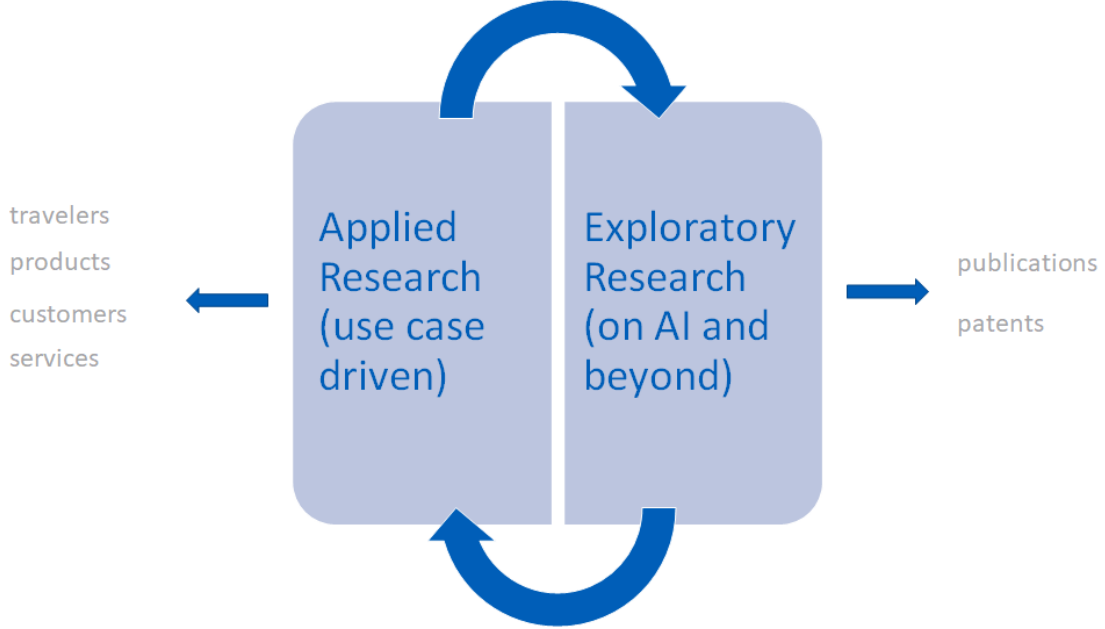 travelers
products
customers
services
Applied
Research
(use case
driven)
Exploratory
Research
(on AI and
beyond)
publications
patents